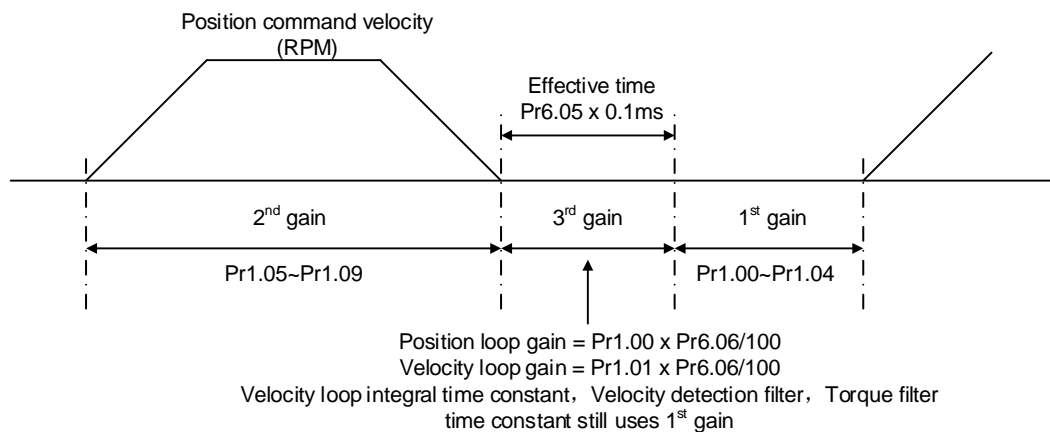 Position command velocity
(RPM)
Effective time
Pr6.05 x 0.1ms
2nd gain
3rd gain
1st gain
Pr1.05~Pr1.09
Pr1.00~Pr1.04
Position loop gain = Pr1.00 x Pr6.06/100
Velocity loop gain = Pr1.01 x Pr6.06/100
Velocity loop integral time constant，Velocity detection filter，Torque filter
time constant still uses 1st gain